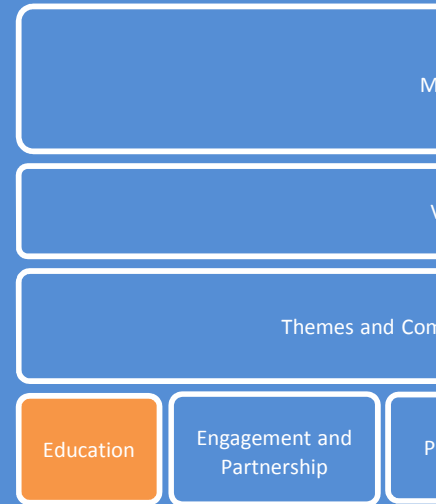 M
V
Themes and Com
Education
Engagement and
Partnership
P